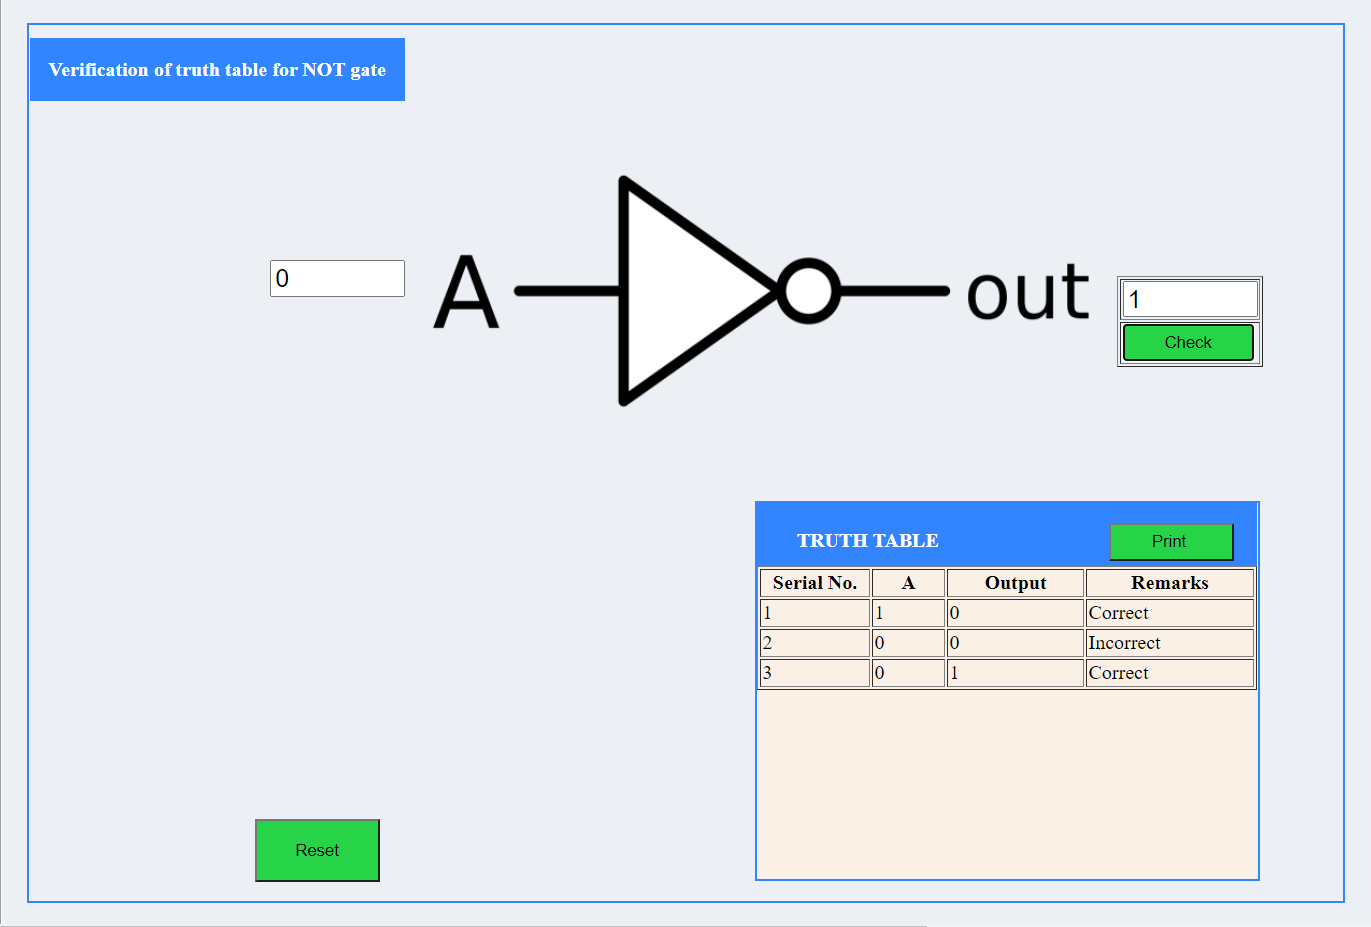 Verification of truth table for NOT gate
0
A
out
1
Check
TRUTH TABLE
Print
Serial No. A Output Remarks
1 1 0 Correct
2 0 0 Incorrect
3 0 1 Correct
Reset